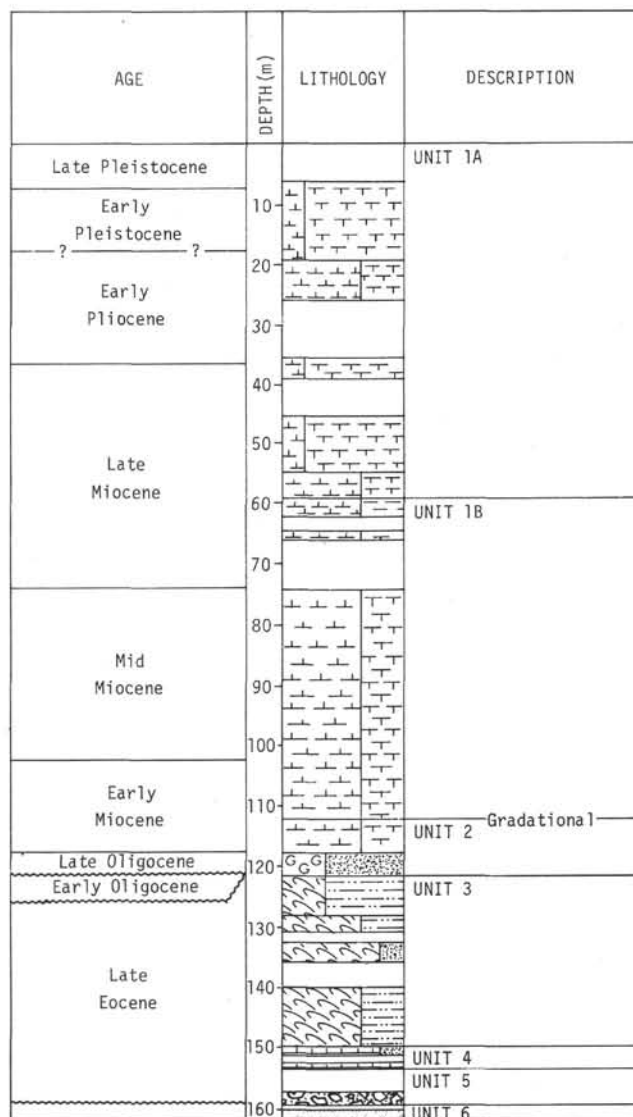 AGE
DEPTH (m)
LITHOLOGY
DESCRIPTION
Late Pleistocene
UNIT 1A
Early
Pleistocene
10
? ?
20
Early
Pliocene
30
40
Late
Miocene
50
60
UNIT 1B
70
Mid
Miocene
80
90
100
Early
Miocene
110
Gradational
UNIT 2
Late Oligocene
G G
G
120
Early Oligocene
UNIT 3
130
Late
Eocene
140
150
UNIT 4
UNIT 5
160
UNIT 6